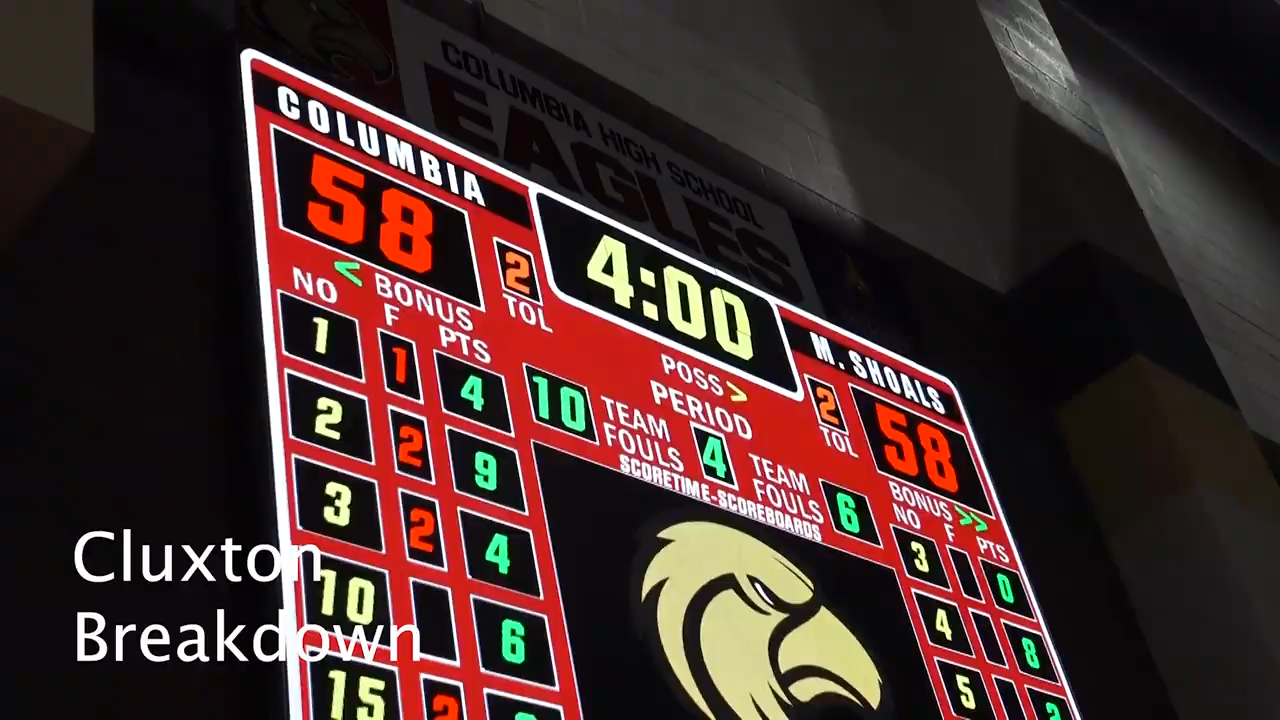 COLUMBIA HIGH SCHOOL
EAGLES
COLUMBIA
58
2
TOL
4:00
M. SHOALS
58
2
TOL
< BONUS
NO F PTS
POSS >
PERIOD
4
10 TEAM FOULS
TEAM FOULS 6
SCORETIME-SCOREBOARDS
BONUS >>
NO F PTS
1 1 4
2 2 9
3 2 4
10 6
15 2
3 0
4 8
5
Cluxton
Breakdown